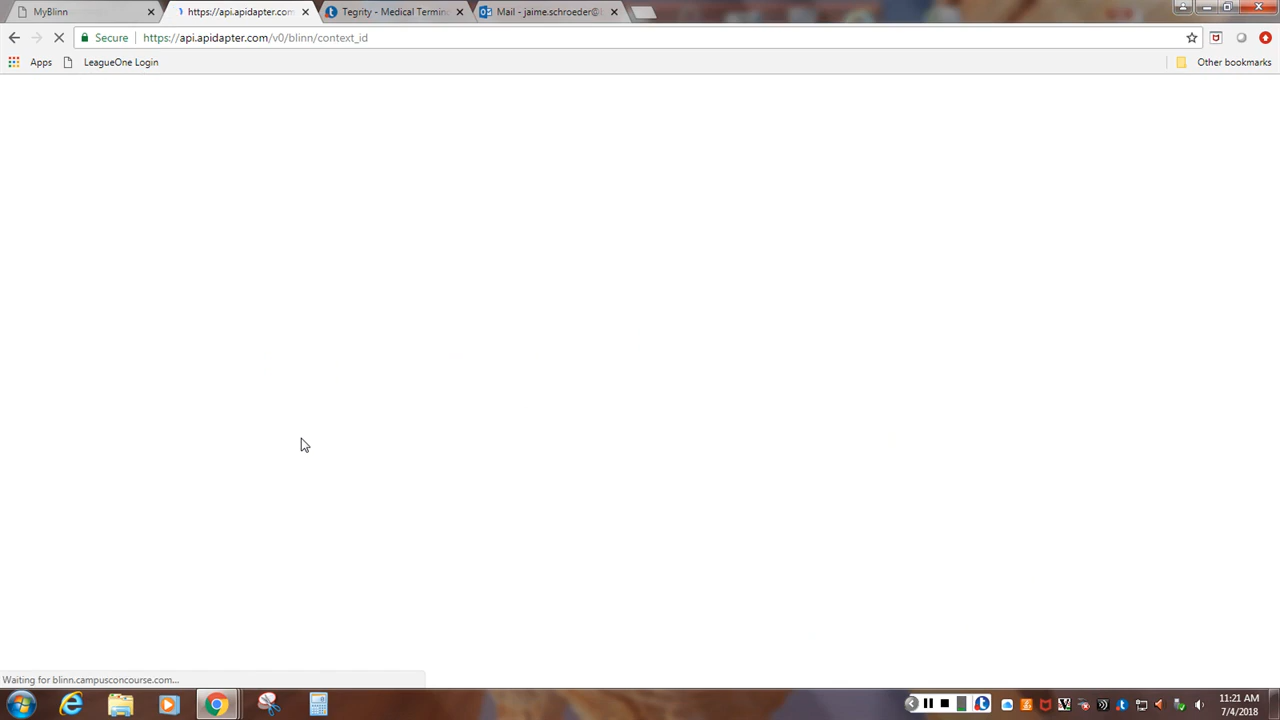 MyBlinn
https://api.apidapter.com
Tegrity - Medical Termin
Mail - jaime.schroeder@
Secure
https://api.apidapter.com/v0/blinn/context_id
Apps
LeagueOne Login
Other bookmarks
Waiting for blinn.campusconcourse.com...
11:21 AM
7/4/2018